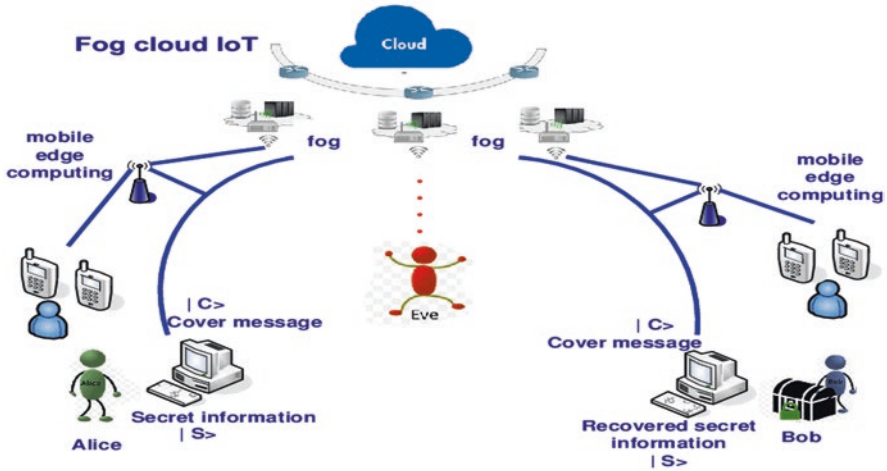 Fog cloud IoT
Cloud
fog
fog
mobile
edge
computing
mobile
edge
computing
Eve
| C>
Cover message
| C>
Cover message
Alice
Secret information
| S>
Alice
Bob
Recovered secret
information
| S>
Bob